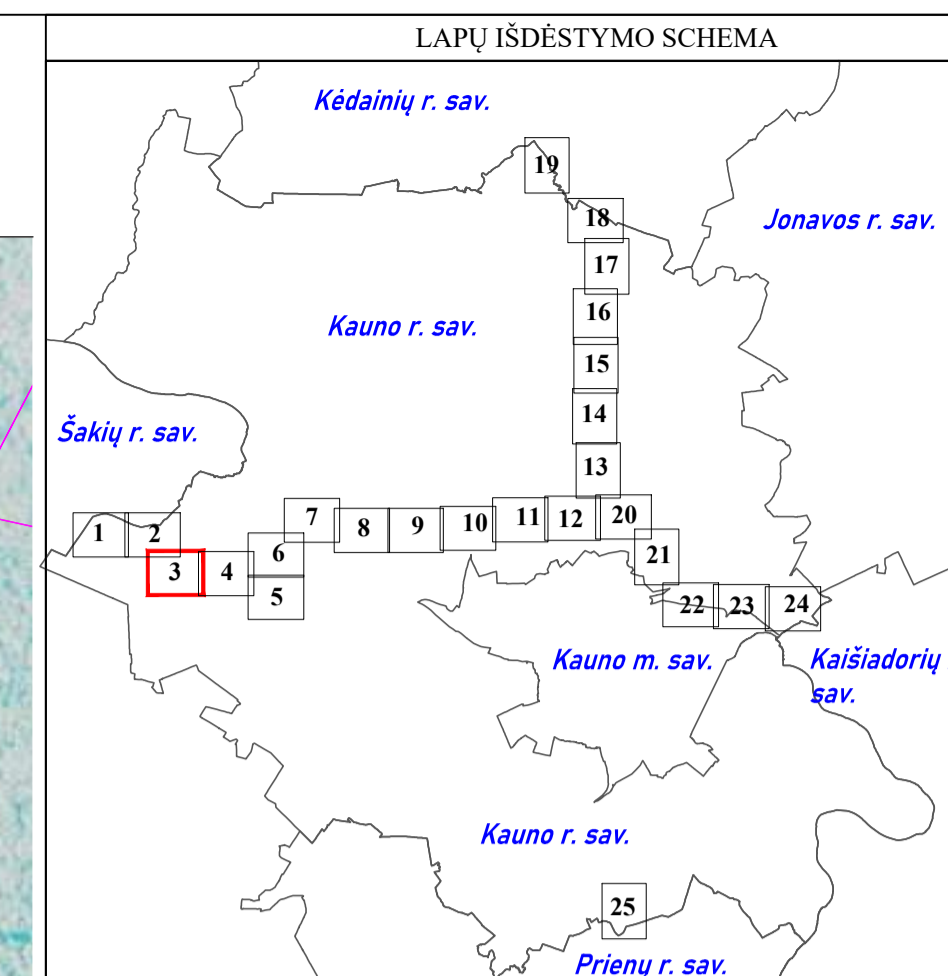 LAPŲ IŠDĖSTYMO SCHEMA
Kėdainių r. sav.
19
18
Jonavos r. sav.
17
16
Kauno r. sav.
15
14
Šakių r. sav.
13
1
2
7
8
9
10
11
12
20
6
21
3
4
5
22
23
24
Kauno m. sav.
Kaišiadorių
sav.
Kauno r. sav.
25
Prienų r. sav.